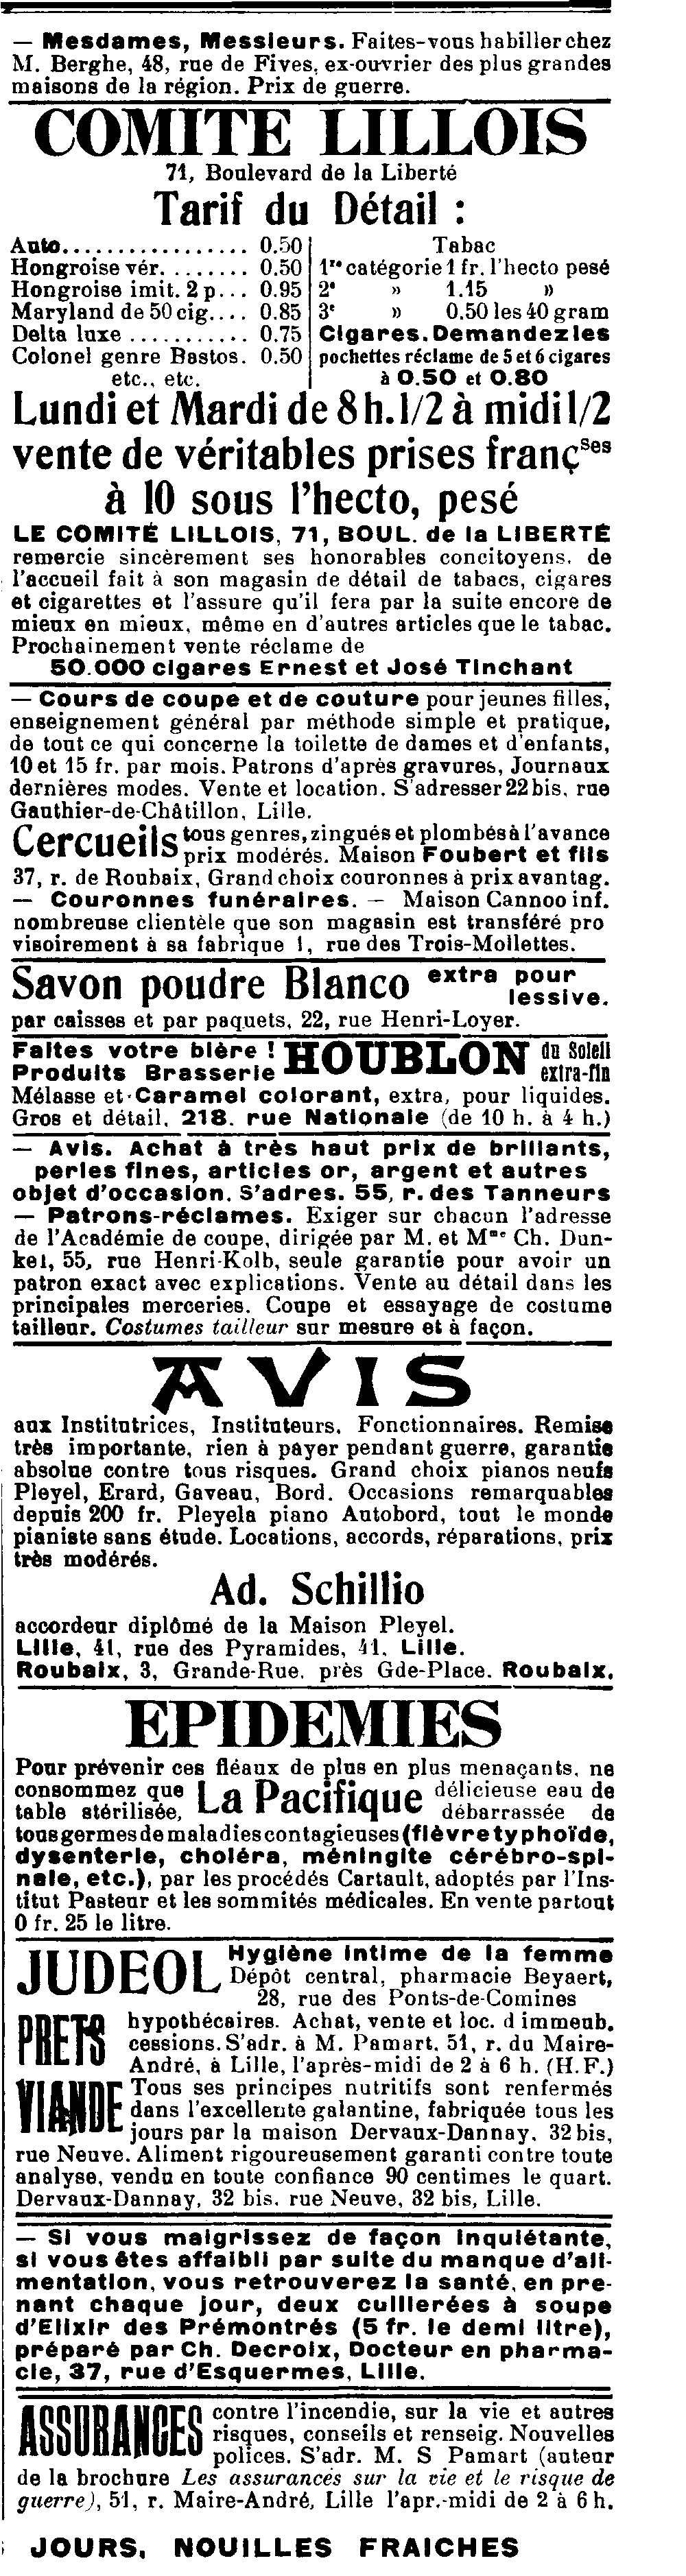 — Mesdames, Messieurs. Faites-vous habiller chez
M. Berghe, 48, rue de Fives, ex-ouvrier des plus grandes
maisons de la région. Prix de guerre.
COMITE LILLOIS
71, Boulevard de la Liberté
Tarif du Détail :
Auto................. 0.50
Hongroise vér........ 0.50
Hongroise imit. 2 p... 0.95
Maryland de 50 cig.... 0.85
Delta luxe ........... 0.75
Colonel genre Bastos. 0.50
etc., etc.
Tabac
1re catégorie 1 fr. l'hecto pesé
2e » 1.15 »
3e » 0.50 les 40 gram
Cigares. Demandez les
pochettes réclame de 5 et 6 cigares
à 0.50 et 0.80
Lundi et Mardi de 8 h. 1/2 à midi 1/2
vente de véritables prises françses
à 10 sous l'hecto, pesé
LE COMITÉ LILLOIS, 71, BOUL. de la LIBERTÉ
remercie sincèrement ses honorables concitoyens, de
l'accueil fait à son magasin de détail de tabacs, cigares
et cigarettes et l'assure qu'il fera par la suite encore de
mieux en mieux, même en d'autres articles que le tabac.
Prochainement vente réclame de
50.000 cigares Ernest et José Tinchant
— Cours de coupe et de couture pour jeunes filles,
enseignement général par méthode simple et pratique,
de tout ce qui concerne la toilette de dames et d'enfants,
10 et 15 fr. par mois. Patrons d'après gravures, Journaux
dernières modes. Vente et location. S'adresser 22 bis, rue
Gauthier-de-Châtillon, Lille.
Cercueils tous genres, zingués et plombés à l'avance
prix modérés. Maison Foubert et fils
37, r. de Roubaix, Grand choix couronnes à prix avantag.
— Couronnes funéraires. — Maison Cannoo inf.
nombreuse clientèle que son magasin est transféré pro
visoirement à sa fabrique 1, rue des Trois-Mollettes.
Savon poudre Blanco extra pour
lessive.
par caisses et par paquets, 22, rue Henri-Loyer.
Faites votre bière ! HOUBLON du Soleil
Produits Brasserie extra-fin
Mélasse et Caramel colorant, extra, pour liquides.
Gros et détail, 218, rue Nationale (de 10 h. à 4 h.)
— Avis. Achat à très haut prix de brillants,
perles fines, articles or, argent et autres
objet d'occasion. S'adres. 55, r. des Tanneurs
— Patrons-réclames. Exiger sur chacun l'adresse
de l'Académie de coupe, dirigée par M. et Mme Ch. Dun-
kel, 55, rue Henri-Kolb, seule garantie pour avoir un
patron exact avec explications. Vente au détail dans les
principales merceries. Coupe et essayage de costume
tailleur. Costumes tailleur sur mesure et à façon.
AVIS
aux Institutrices, Instituteurs, Fonctionnaires. Remise
très importante, rien à payer pendant guerre, garantie
absolue contre tous risques. Grand choix pianos neufs
Pleyel, Erard, Gaveau, Bord. Occasions remarquables
depuis 200 fr. Pleyela piano Autobord, tout le monde
pianiste sans étude. Locations, accords, réparations, prix
très modérés.
Ad. Schillio
accordeur diplômé de la Maison Pleyel.
Lille, 41, rue des Pyramides, 41, Lille.
Roubaix, 3, Grande-Rue, près Gde-Place. Roubaix.
EPIDEMIES
Pour prévenir ces fléaux de plus en plus menaçants, ne
consommez que La Pacifique délicieuse eau de
table stérilisée, débarrassée de
tous germes de maladies contagieuses (fièvre typhoïde,
dysenterie, choléra, méningite cérébro-spi-
nale, etc.), par les procédés Cartault, adoptés par l'Ins-
titut Pasteur et les sommités médicales. En vente partout
0 fr. 25 le litre.
JUDEOL Hygiène intime de la femme
Dépôt central, pharmacie Beyaert,
28, rue des Ponts-de-Comines
PRETS hypothécaires. Achat, vente et loc. d immeub.
cessions. S'adr. à M. Pamart, 51, r. du Maire-
André, à Lille, l'après-midi de 2 à 6 h. (H.F.)
VIANDE Tous ses principes nutritifs sont renfermés
dans l'excellente galantine, fabriquée tous les
jours par la maison Dervaux-Dannay, 32 bis,
rue Neuve. Aliment rigoureusement garanti contre toute
analyse, vendu en toute confiance 90 centimes le quart.
Dervaux-Dannay, 32 bis, rue Neuve, 32 bis, Lille.
— Si vous maigrissez de façon inquiétante,
si vous êtes affaibli par suite du manque d'ali-
mentation, vous retrouverez la santé, en pre-
nant chaque jour, deux cuillerées à soupe
d'Elixir des Prémontrés (5 fr. le demi litre),
préparé par Ch. Decroix, Docteur en pharma-
cie, 37, rue d'Esquermes, Lille.
ASSURANCES contre l'incendie, sur la vie et autres
risques, conseils et renseig. Nouvelles
polices. S'adr. M. S Pamart (auteur
de la brochure Les assurances sur la vie et le risque de
guerre), 51, r. Maire-André, Lille l'apr.-midi de 2 à 6 h.
JOURS, NOUILLES FRAICHES